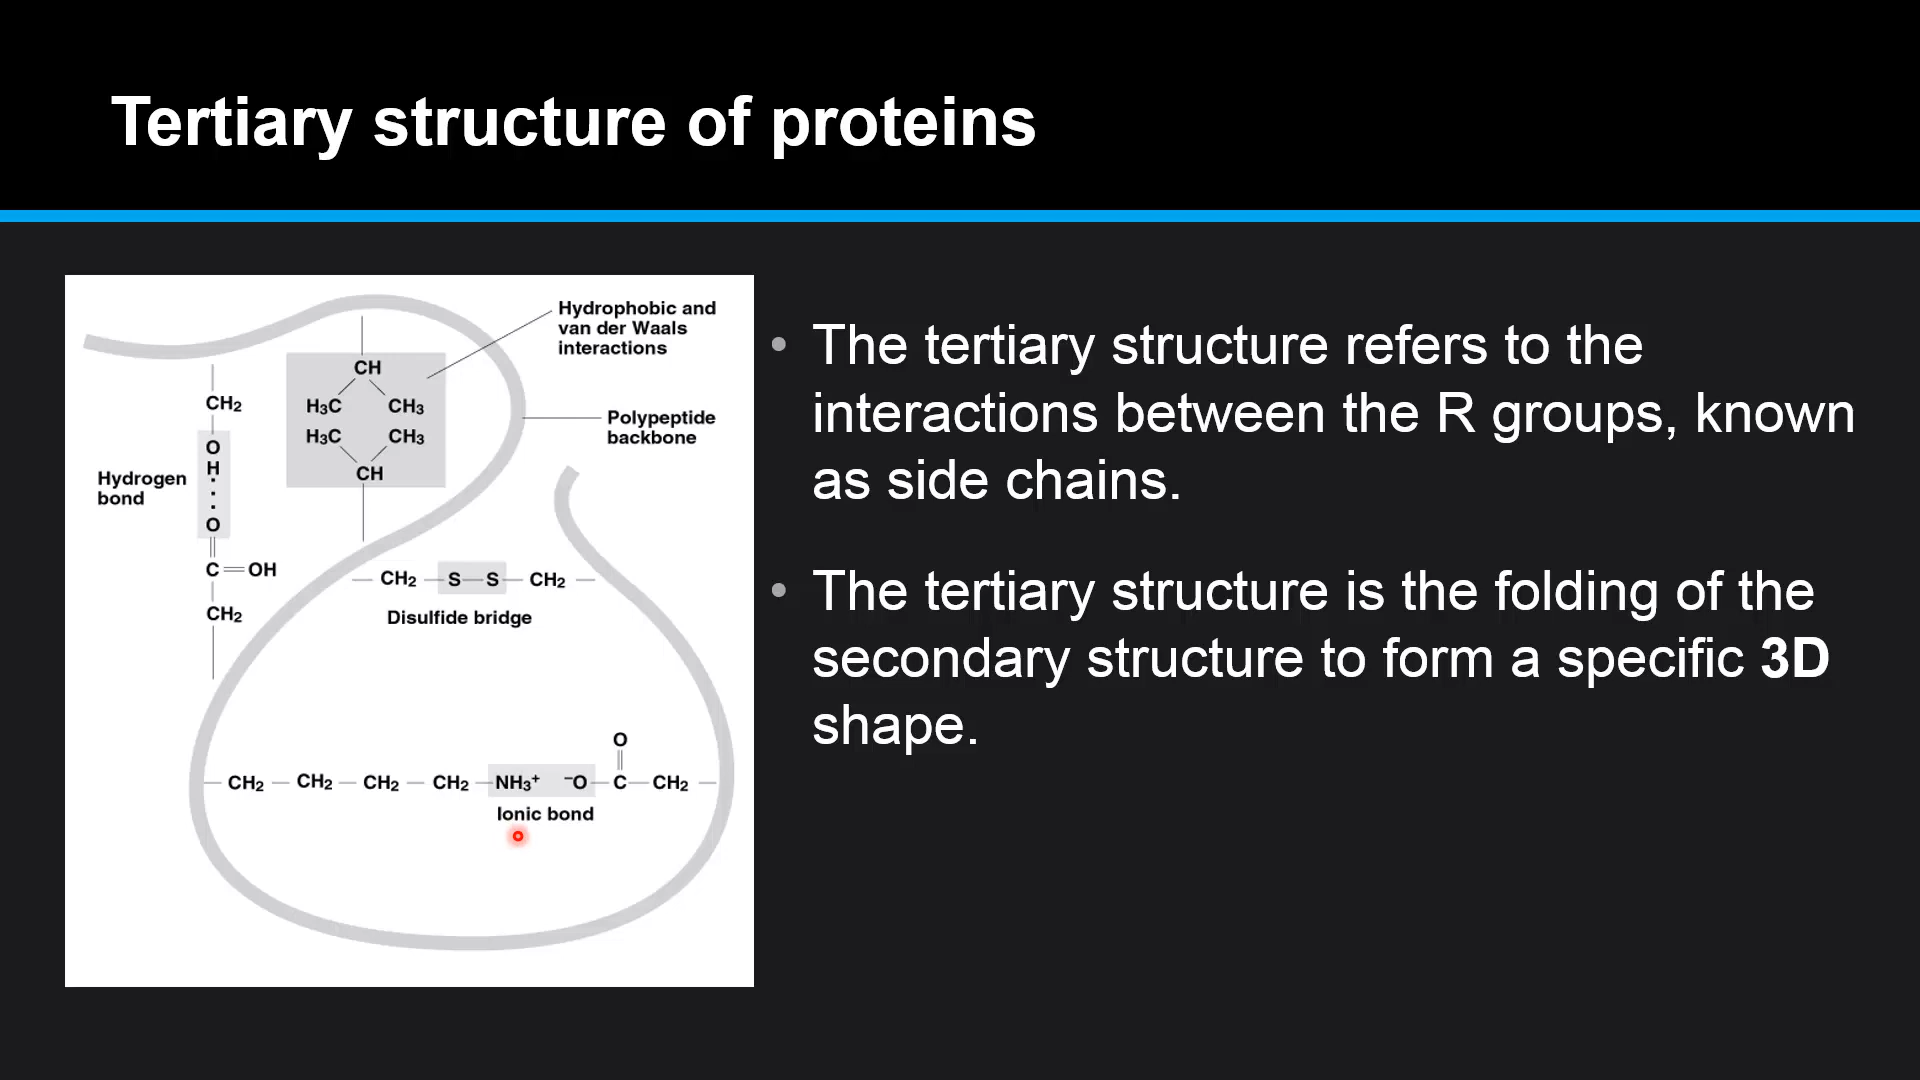 Tertiary structure of proteins
Hydrophobic and
van der Waals
interactions
CH
H₃C CH₃
H₃C CH₃
CH
CH₂
O
H
O
C OH
CH₂
Hydrogen
bond
Polypeptide
backbone
CH₂ S S CH₂
Disulfide bridge
O
CH₂ CH₂ CH₂ CH₂ NH₃⁺ ⁻O C CH₂
Ionic bond
• The tertiary structure refers to the
interactions between the R groups, known
as side chains.
• The tertiary structure is the folding of the
secondary structure to form a specific 3D
shape.